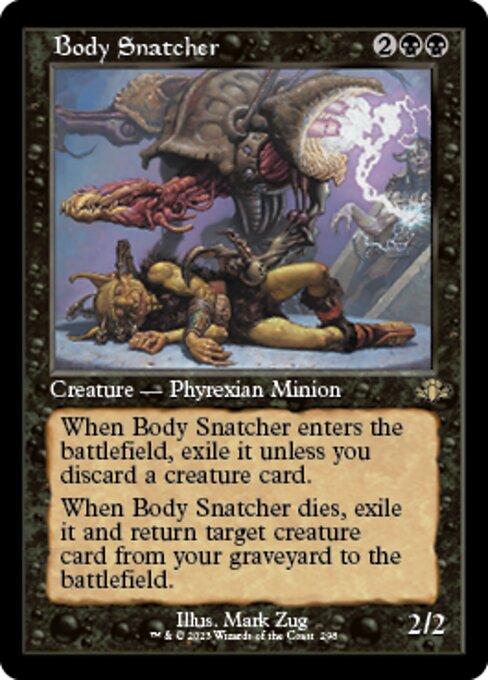 Body Snatcher 2
Creature — Phyrexian Minion
When Body Snatcher enters the
battlefield, exile it unless you
discard a creature card.
When Body Snatcher dies, exile
it and return target creature
card from your graveyard to the
battlefield.
Illus. Mark Zug
™ & © 2023 Wizards of the Coast 298
2/2